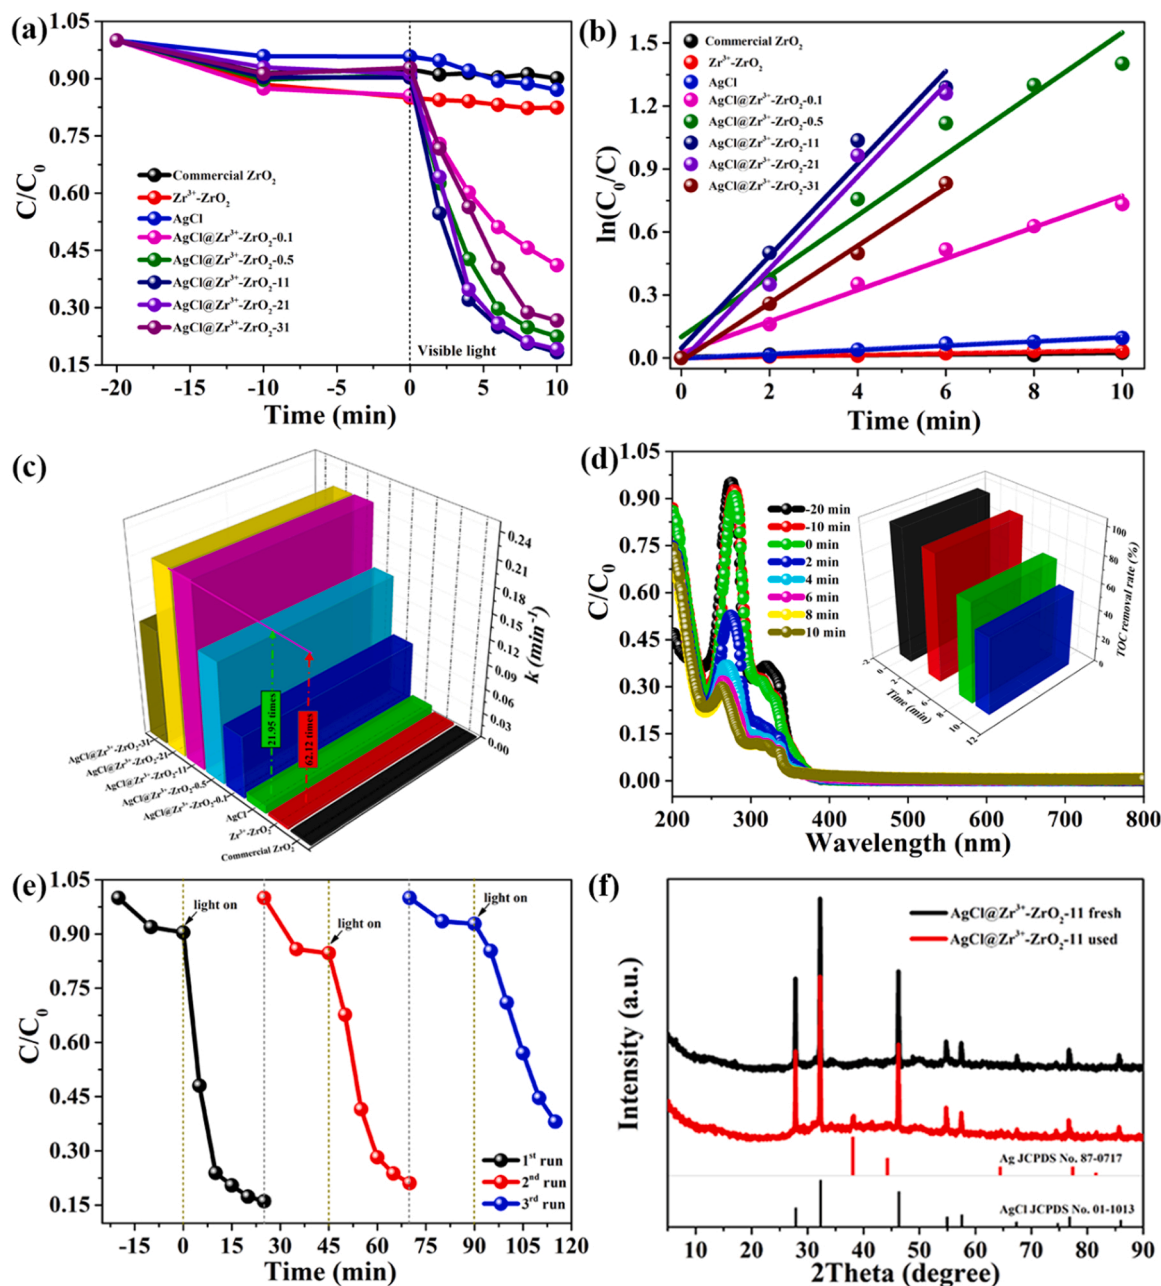 (a)
1.05
0.90
0.75
0.60
0.45
0.30
0.15
C/C₀
Commercial ZrO₂
Zr³⁺-ZrO₂
AgCl
AgCl@Zr³⁺-ZrO₂-0.1
AgCl@Zr³⁺-ZrO₂-0.5
AgCl@Zr³⁺-ZrO₂-11
AgCl@Zr³⁺-ZrO₂-21
AgCl@Zr³⁺-ZrO₂-31
Visible light
-20 -15 -10 -5 0 5 10
Time (min)
(b)
1.5
1.2
0.9
0.6
0.3
0.0
ln(C₀/C)
Commercial ZrO₂
Zr³⁺-ZrO₂
AgCl
AgCl@Zr³⁺-ZrO₂-0.1
AgCl@Zr³⁺-ZrO₂-0.5
AgCl@Zr³⁺-ZrO₂-11
AgCl@Zr³⁺-ZrO₂-21
AgCl@Zr³⁺-ZrO₂-31
0 2 4 6 8 10
Time (min)
(c)
0.24
0.21
0.18
0.15
0.12
0.09
0.06
0.03
0.00
k (min⁻¹)
21.95 times
62.12 times
AgCl@Zr³⁺-ZrO₂-31
AgCl@Zr³⁺-ZrO₂-21
AgCl@Zr³⁺-ZrO₂-11
AgCl@Zr³⁺-ZrO₂-0.5
AgCl@Zr³⁺-ZrO₂-0.1
AgCl
Zr³⁺-ZrO₂
Commercial ZrO₂
(d)
1.05
0.90
0.75
0.60
0.45
0.30
0.15
0.00
C/C₀
-20 min
-10 min
0 min
2 min
4 min
6 min
8 min
10 min
100
80
60
40
20
0
TOC removal rate (%)
-2 0 2 4 6 8 10 12
Time (min)
200 300 400 500 600 700 800
Wavelength (nm)
(e)
1.05
0.90
0.75
0.60
0.45
0.30
0.15
C/C₀
light on
light on
light on
1st run
2nd run
3rd run
-15 0 15 30 45 60 75 90 105 120
Time (min)
(f)
Intensity (a.u.)
AgCl@Zr³⁺-ZrO₂-11 fresh
AgCl@Zr³⁺-ZrO₂-11 used
Ag JCPDS No. 87-0717
AgCl JCPDS No. 01-1013
10 20 30 40 50 60 70 80 90
2Theta (degree)